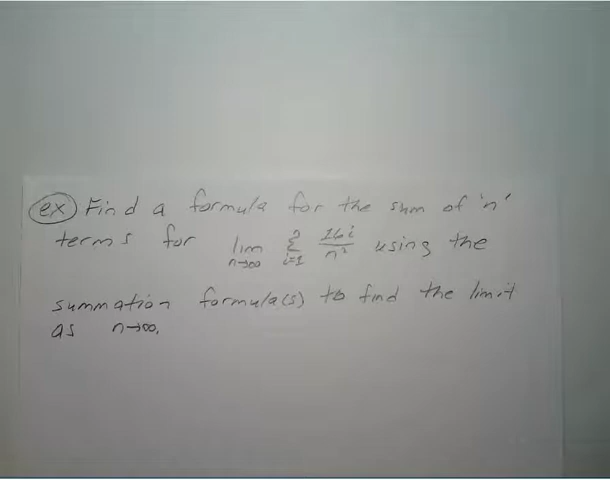 ex Find a formula for the sum of 'n'
terms for lim n→∞ Σ i=1 n 16i/n² using the
summation formula(s) to find the limit
as n→∞.